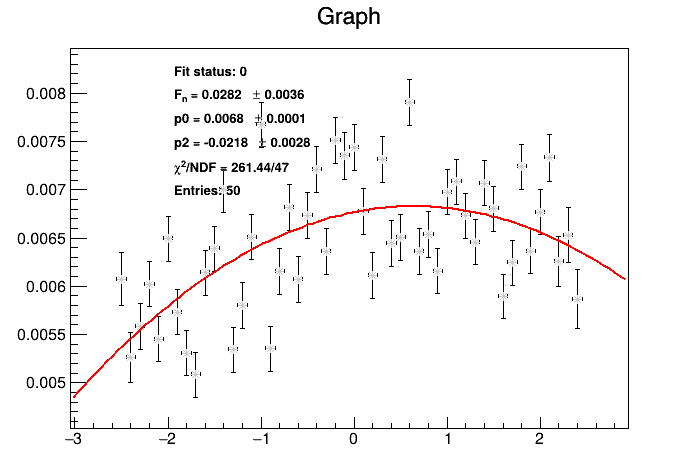 Graph
Fit status: 0
Fn = 0.0282 ± 0.0036
p0 = 0.0068 ± 0.0001
p2 = -0.0218 ± 0.0028
χ²/NDF = 261.44/47
Entries: 50
0.008
0.0075
0.007
0.0065
0.006
0.0055
0.005
−3 −2 −1 0 1 2